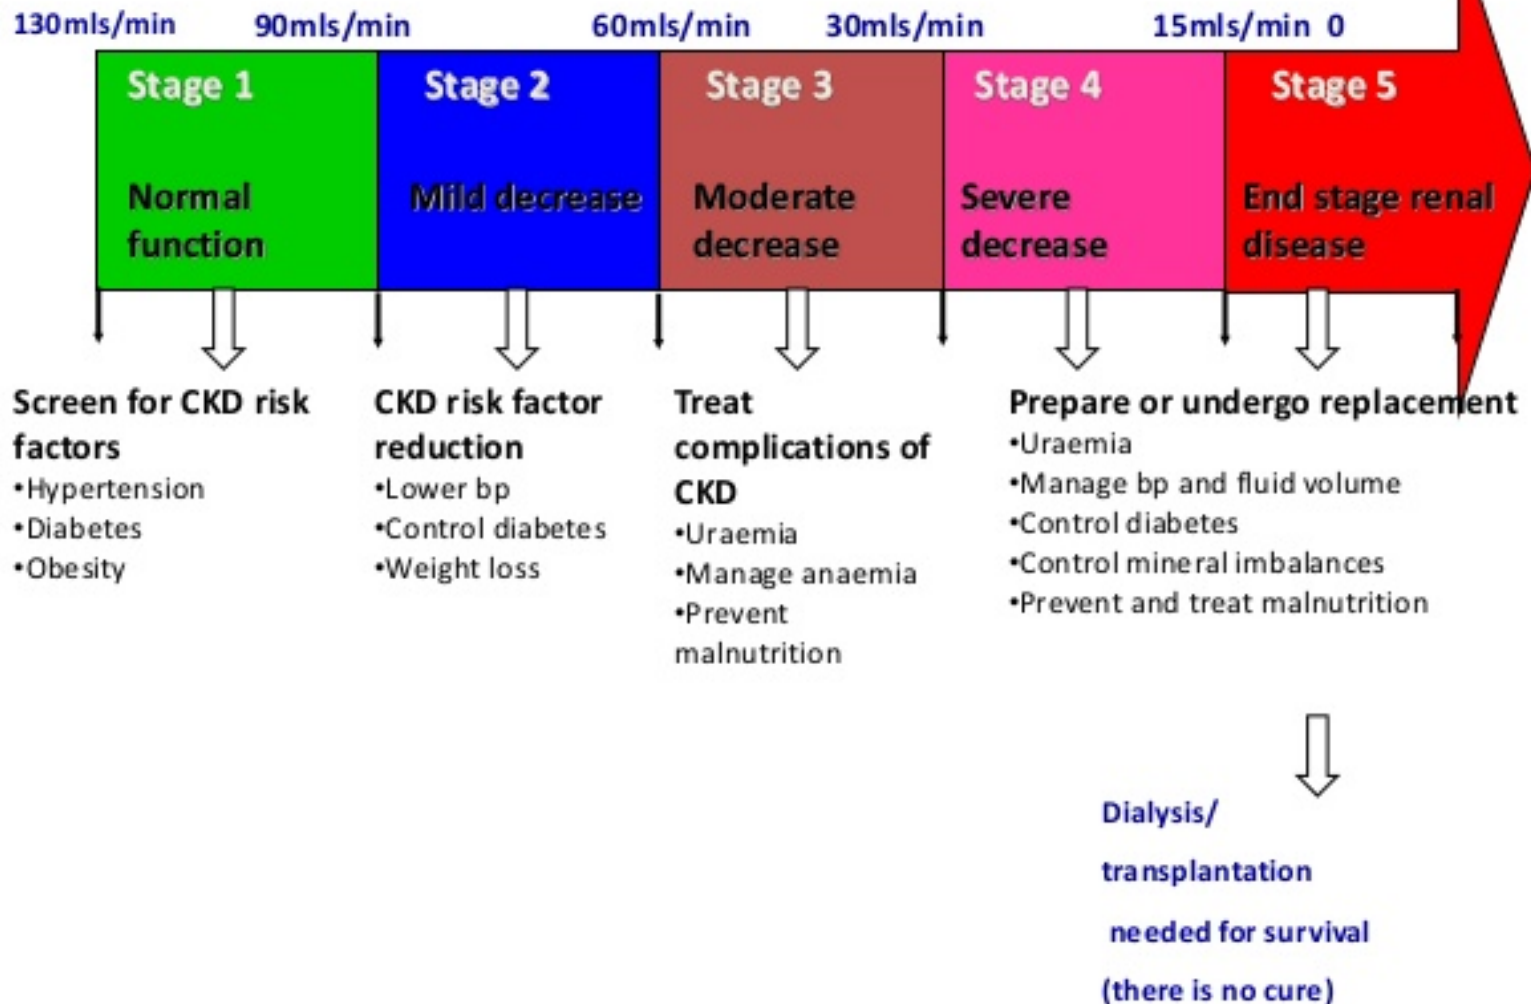 130mls/min 90mls/min 60mls/min 30mls/min 15mls/min 0
Stage 1
Normal
function
Stage 2
Mild decrease
Stage 3
Moderate
decrease
Stage 4
Severe
decrease
Stage 5
End stage renal
disease
Screen for CKD risk
factors
•Hypertension
•Diabetes
•Obesity
CKD risk factor
reduction
•Lower bp
•Control diabetes
•Weight loss
Treat
complications of
CKD
•Uraemia
•Manage anaemia
•Prevent
malnutrition
Prepare or undergo replacement
•Uraemia
•Manage bp and fluid volume
•Control diabetes
•Control mineral imbalances
•Prevent and treat malnutrition
Dialysis/
transplantation
needed for survival
(there is no cure)